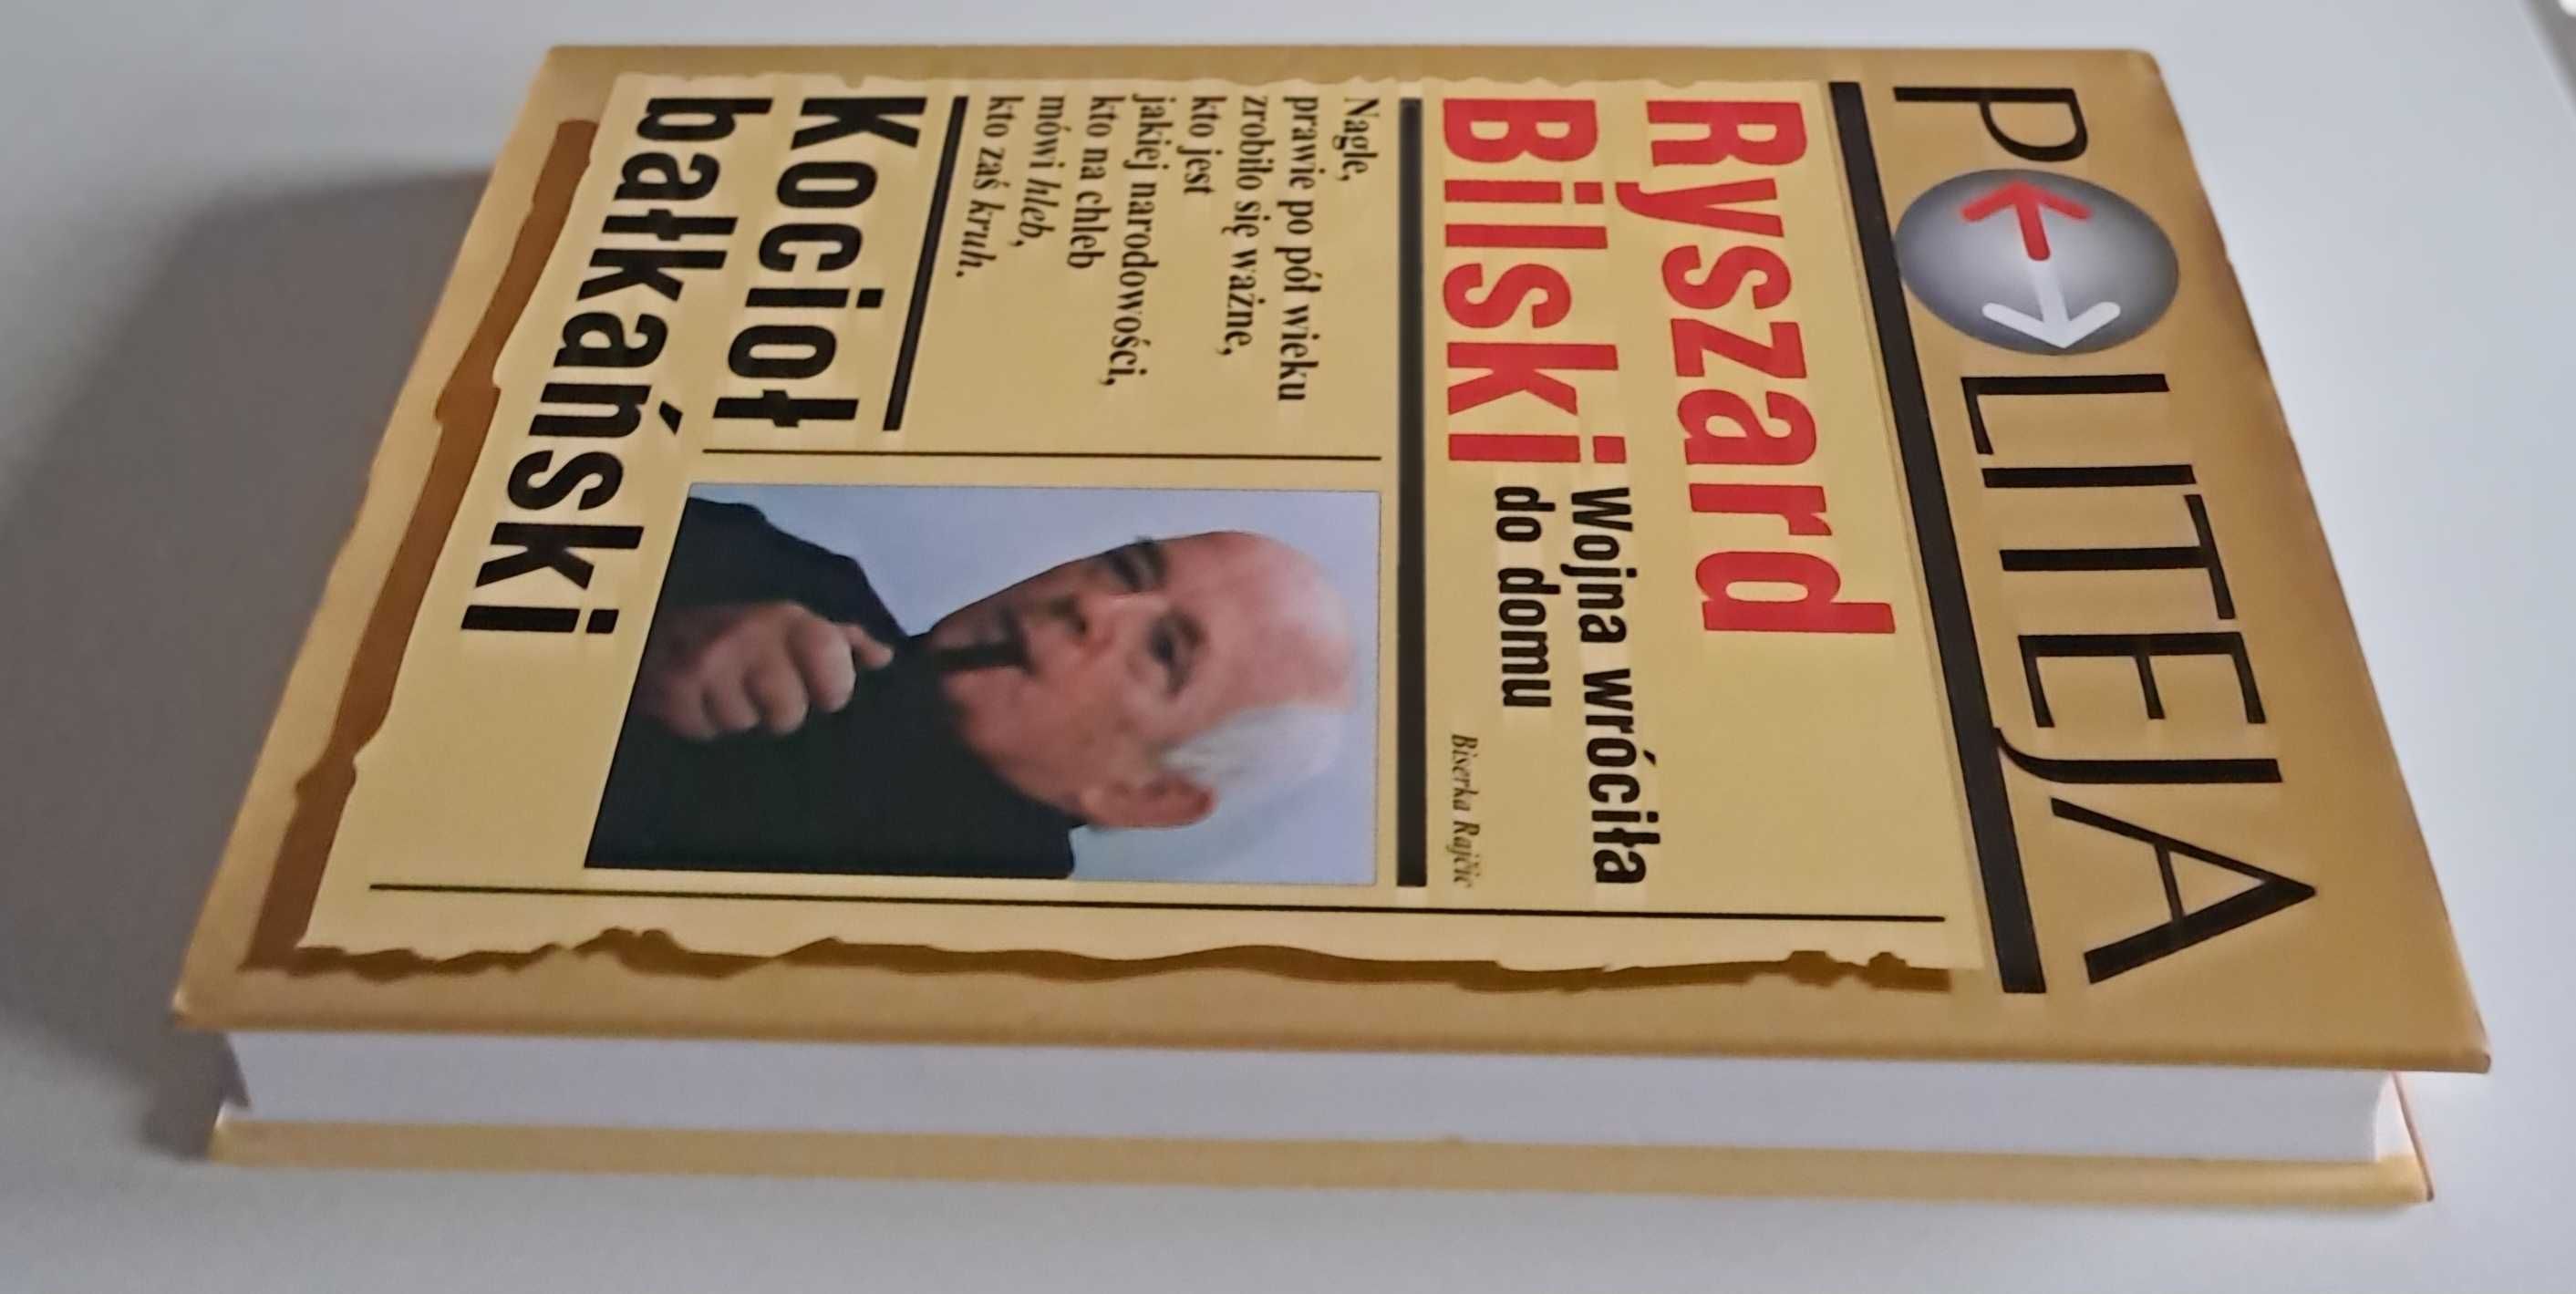 POLITEJA
Ryszard
Bilski
Wojna wróciła
do domu
Biserka Rajčic
Nagle,
prawie po pół wieku
zrobiło się ważne,
kto jest
jakiej narodowości,
kto na chleb
mówi hleb,
kto zaś kruh.
Kocioł
bałkański